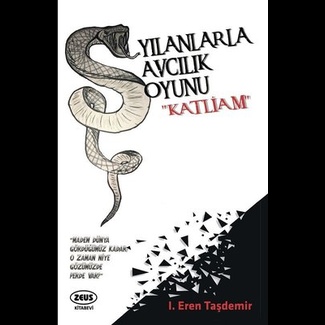 YILANLARLA
AVCILIK
OYUNU
"KATLİAM"
"MADEN DÜNYA
GÖRDÜĞÜMÜZ KADAR,
O ZAMAN NİYE
GÖZÜMÜZDE
PERDE VAR?"
ZEUS
KİTABEVİ
I. Eren Taşdemir